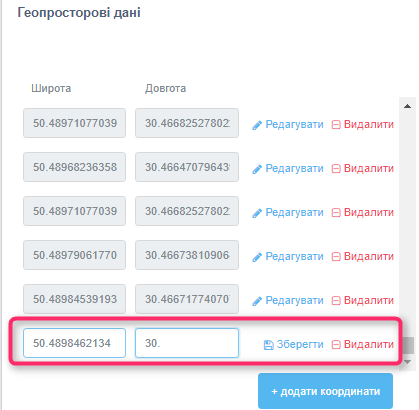 Геопросторові дані
Широта Довгота
50.48971077039 30.46682527802 Редагувати Видалити
50.48968236358 30.46647079643 Редагувати Видалити
50.48971077039 30.46682527802 Редагувати Видалити
50.48979061770 30.46673810906 Редагувати Видалити
50.48984539193 30.46671774070 Редагувати Видалити
50.4898462134 30. Зберегти Видалити
+ додати координати